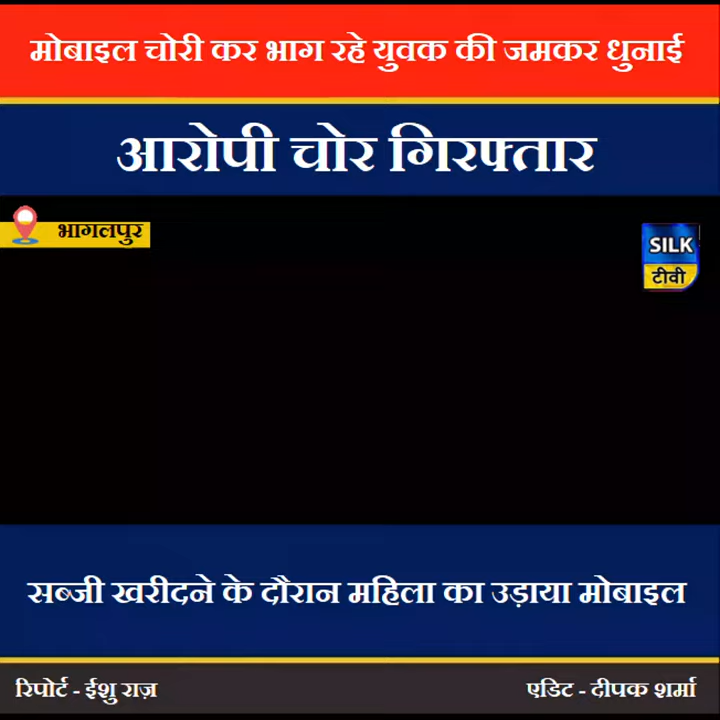 मोबाइल चोरी कर भाग रहे युवक की जमकर धुनाई
आरोपी चोर गिरफ्तार
भागलपुर
SILK
टीवी
सब्जी खरीदने के दौरान महिला का उड़ाया मोबाइल
रिपोर्ट - ईशु राज़
एडिट - दीपक शर्मा